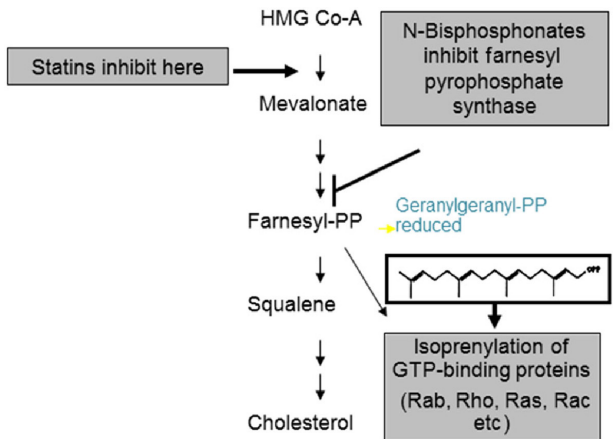 HMG Co-A
N-Bisphosphonates
inhibit farnesyl
pyrophosphate
synthase
Statins inhibit here
Mevalonate
Farnesyl-PP
Geranylgeranyl-PP
reduced
OPP
Squalene
Isoprenylation of
GTP-binding proteins
(Rab, Rho, Ras, Rac
etc)
Cholesterol